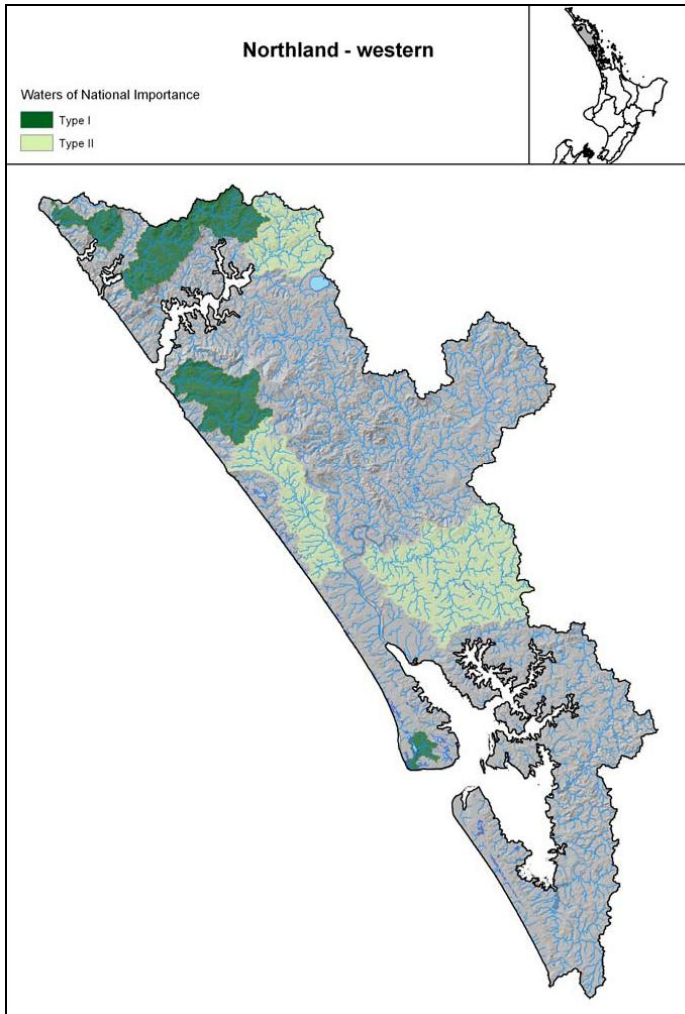 Northland - western
Waters of National Importance
Type I
Type II